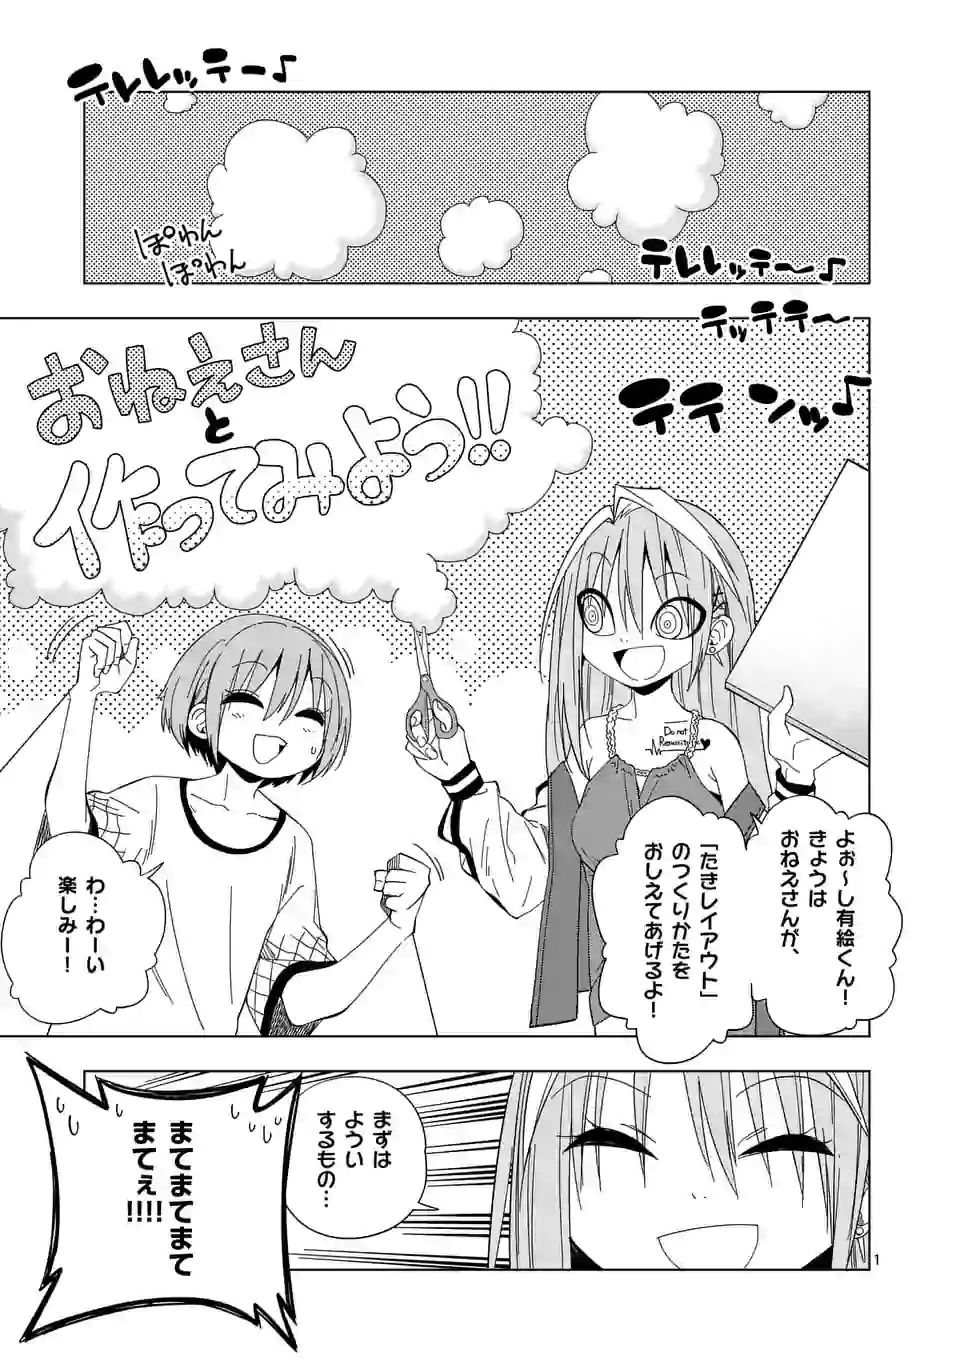 テレレッテー♪
ぽわん
ぽわん
テレレッテ〜♪
テッテテ〜
テテンッ♪
おねえさん
と
作ってみよう!!
Do not
よぉ〜し有絵くん！
きょうは
おねえさんが、
「たきレイアウト」
のつくりかたを
おしえてあげるよ！
わ…わーい
楽しみー！
まずは
ようい
するもの…
まてまてまて
まてぇ!!!!
1